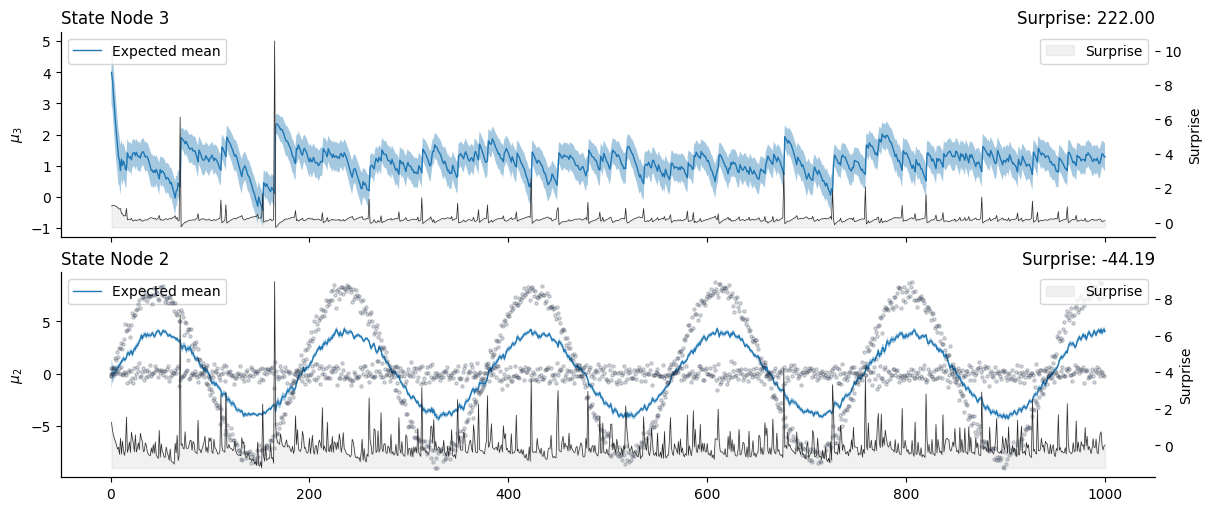 State Node 3
Surprise: 222.00
Expected mean
Surprise
5
4
3
2
1
0
−1
μ3
10
8
6
4
2
0
Surprise
State Node 2
Surprise: -44.19
Expected mean
Surprise
5
0
−5
μ2
8
6
4
2
0
Surprise
0
200
400
600
800
1000